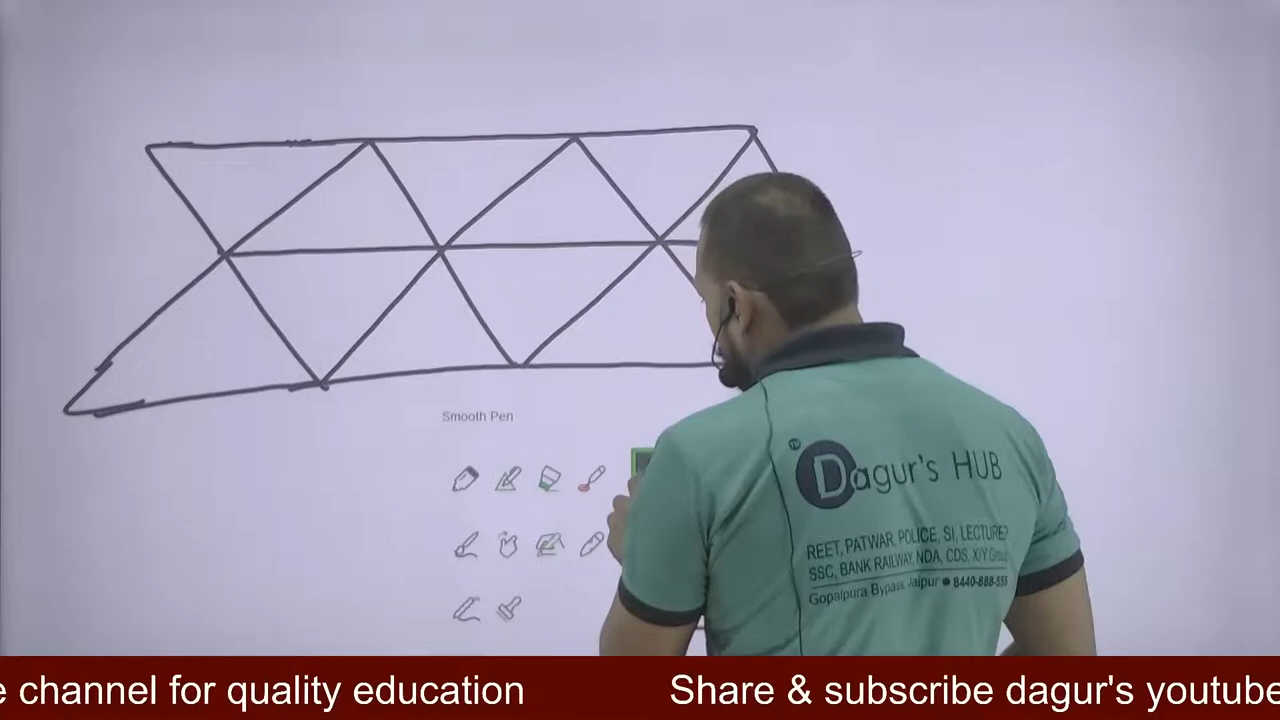 Smooth Pen
TM
Dagur's HUB
REET, PATWAR, POLICE, SI, LECTURER
SSC, BANK RAILWAY, NDA, CDS, X/Y Group
Gopalpura Bypass, Jaipur ● 8440-888-555
e channel for quality education
Share & subscribe dagur's youtube